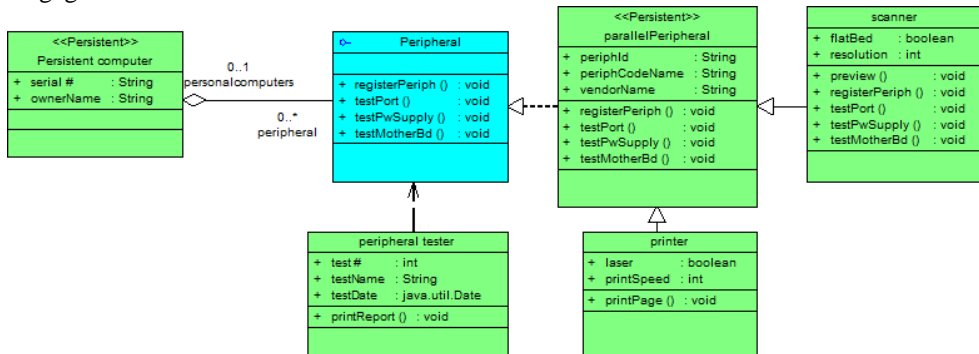 <<Persistent>>
Persistent computer
+ serial # : String
+ ownerName : String
0..1
personalcomputers
0..*
peripheral
Peripheral
+ registerPeriph () : void
+ testPort () : void
+ testPwSupply () : void
+ testMotherBd () : void
<<Persistent>>
parallelPeripheral
+ periphId : String
+ periphCodeName : String
+ vendorName : String
+ registerPeriph () : void
+ testPort () : void
+ testPwSupply () : void
+ testMotherBd () : void
scanner
+ flatBed : boolean
+ resolution : int
+ preview () : void
+ registerPeriph () : void
+ testPort () : void
+ testPwSupply () : void
+ testMotherBd () : void
peripheral tester
+ test # : int
+ testName : String
+ testDate : java.util.Date
+ printReport () : void
printer
+ laser : boolean
+ printSpeed : int
+ printPage () : void